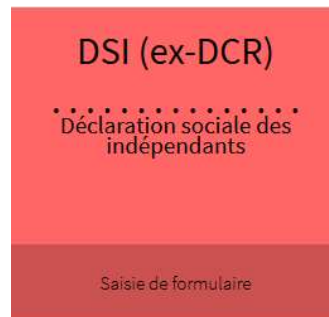 DSI (ex-DCR)
Déclaration sociale des
indépendants
Saisie de formulaire